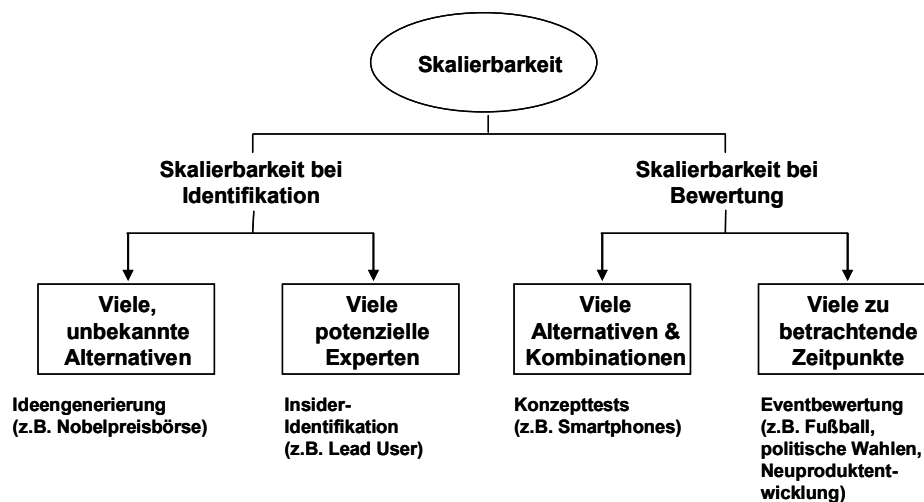 Skalierbarkeit
Skalierbarkeit bei
Identifikation
Skalierbarkeit bei
Bewertung
Viele,
unbekannte
Alternativen
Viele
potenzielle
Experten
Viele
Alternativen &
Kombinationen
Viele zu
betrachtende
Zeitpunkte
Ideengenerierung
(z.B. Nobelpreisbörse)
Insider-
Identifikation
(z.B. Lead User)
Konzepttests
(z.B. Smartphones)
Eventbewertung
(z.B. Fußball,
politische Wahlen,
Neuproduktent-
wicklung)